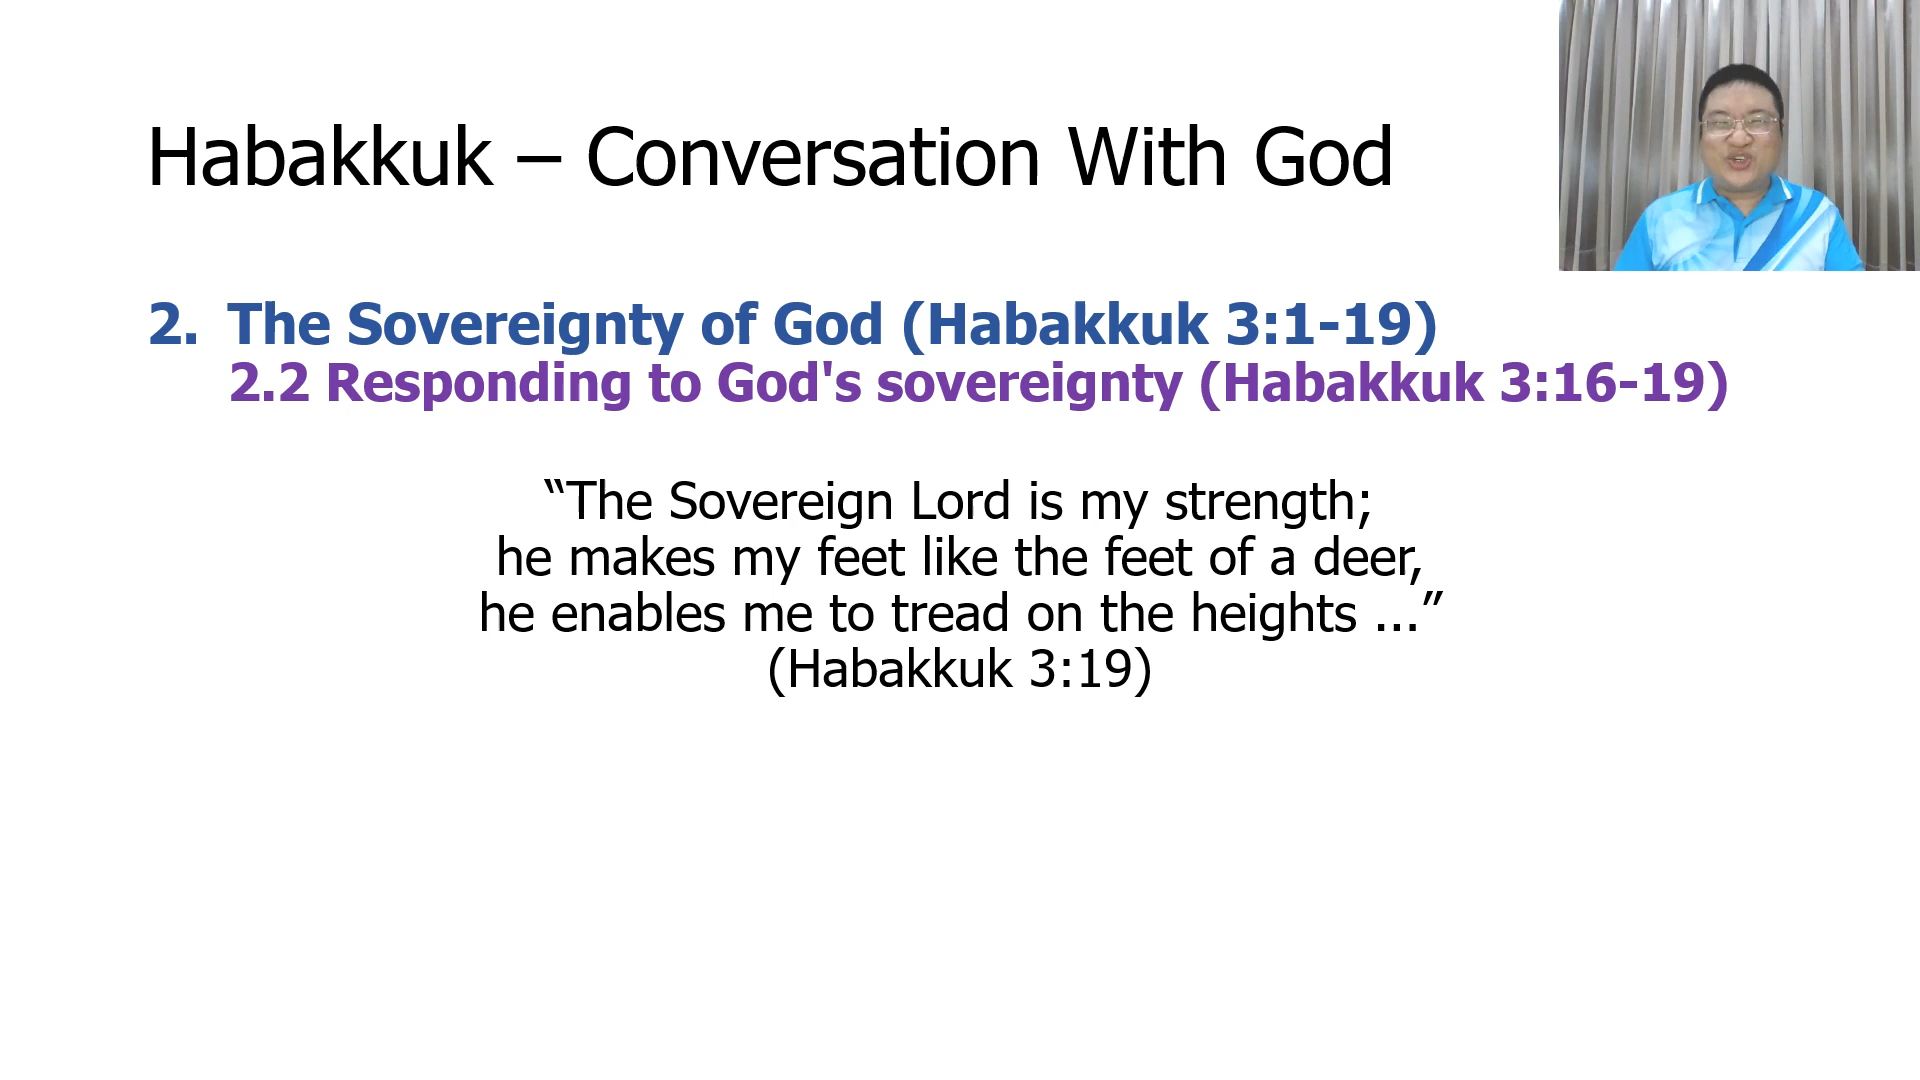 Habakkuk – Conversation With God
2. The Sovereignty of God (Habakkuk 3:1-19)
2.2 Responding to God's sovereignty (Habakkuk 3:16-19)
“The Sovereign Lord is my strength;
he makes my feet like the feet of a deer,
he enables me to tread on the heights ...”
(Habakkuk 3:19)